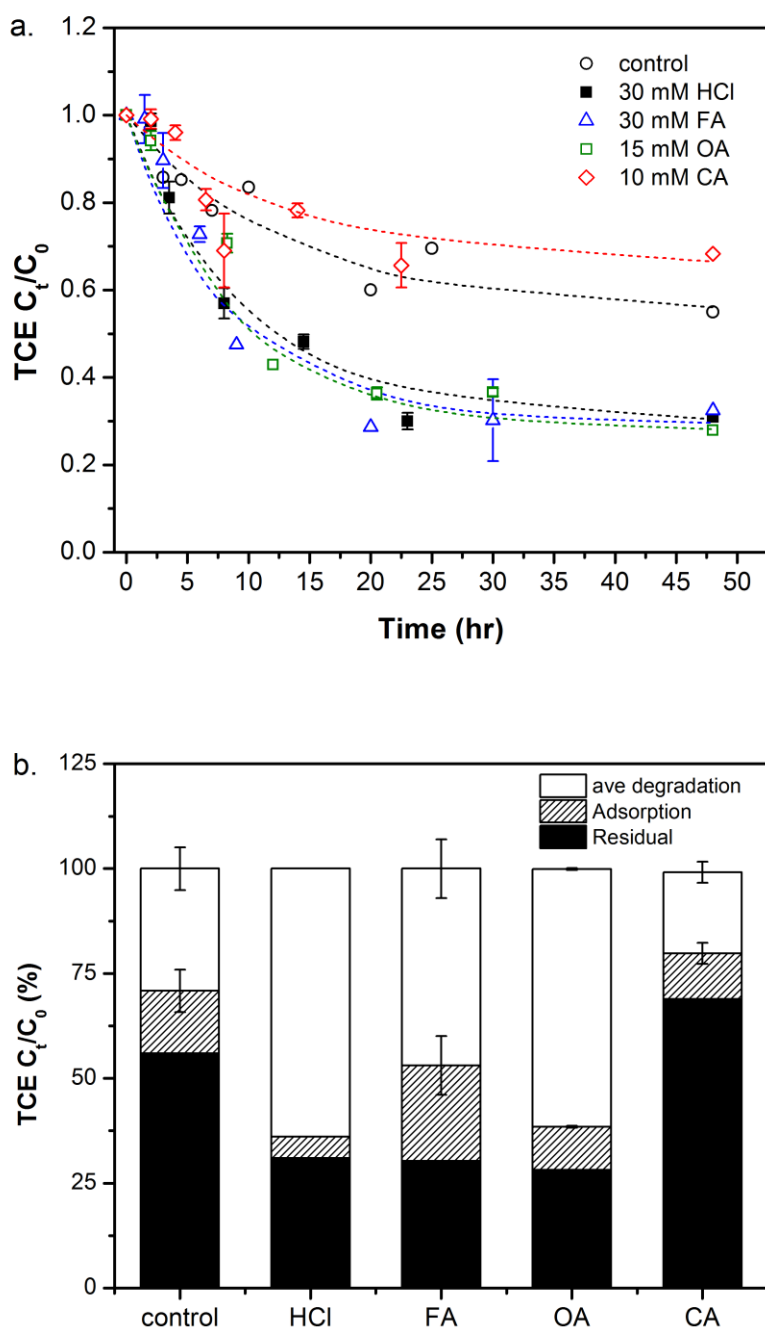 a.
1.2
1.0
0.8
0.6
0.4
0.2
0.0
TCE Cₜ/C₀
control
30 mM HCl
30 mM FA
15 mM OA
10 mM CA
0 5 10 15 20 25 30 35 40 45 50
Time (hr)
b.
125
100
75
50
25
0
TCE Cₜ/C₀ (%)
ave degradation
Adsorption
Residual
control HCl FA OA CA